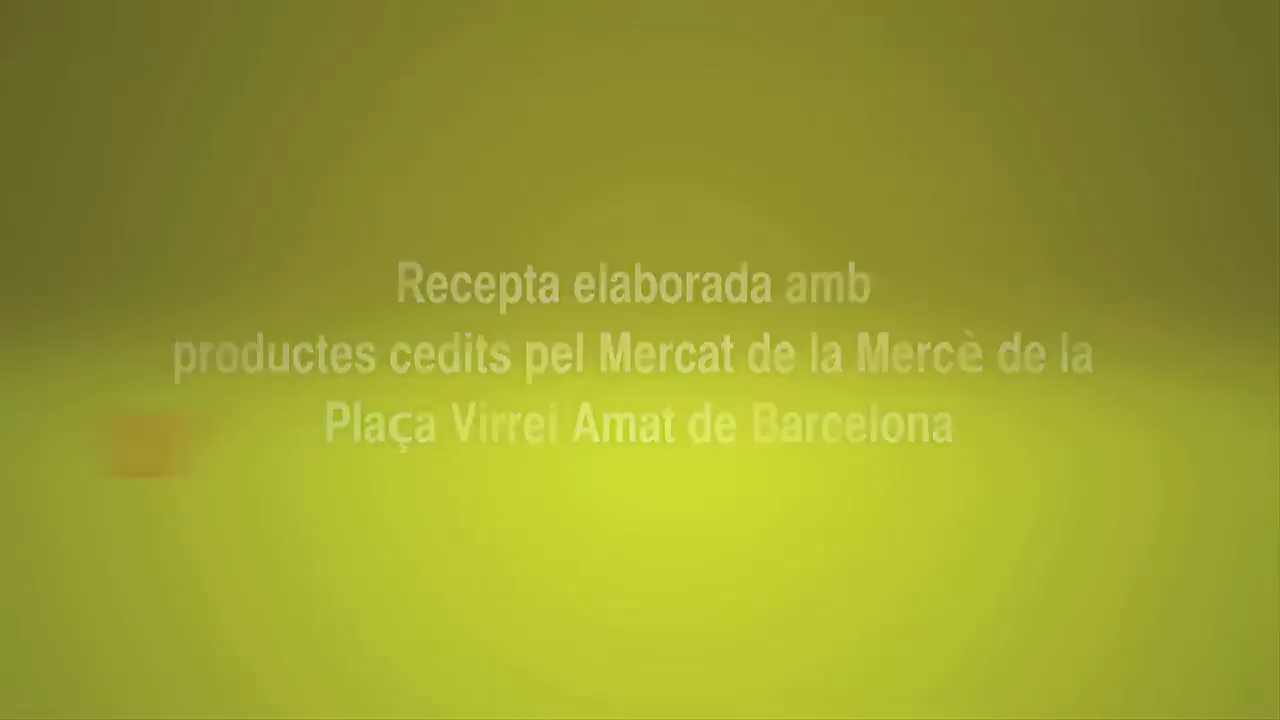 Recepta elaborada amb
productes cedits pel Mercat de la Mercè de la
Plaça Virrei Amat de Barcelona